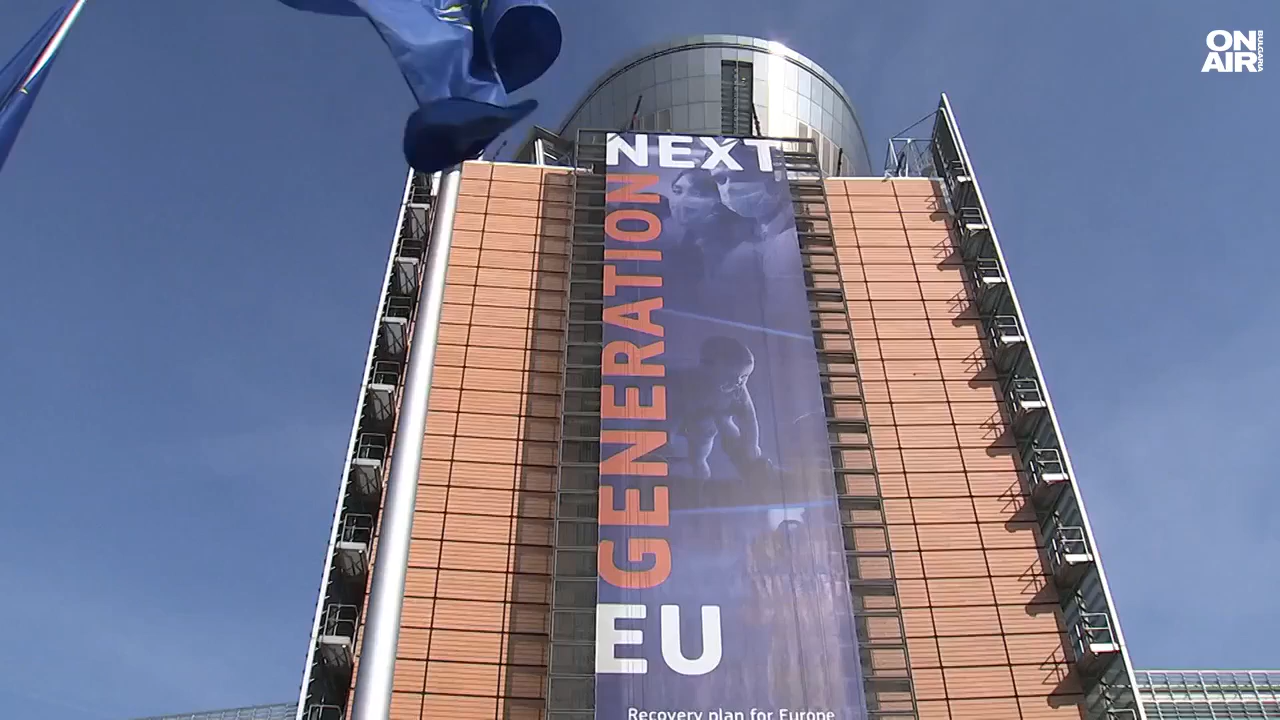 NEXT
GENERATION
EU
Recovery plan for Europe
ON
AIR
BULGARIA